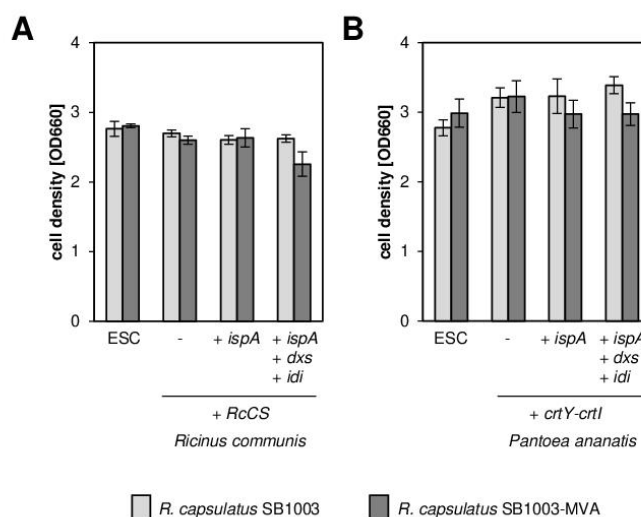 A
B
cell density [OD660]
4
3
2
1
0
ESC - + ispA + ispA
+ dxs
+ idi
+ RcCS
Ricinus communis
cell density [OD660]
4
3
2
1
0
ESC - + ispA + ispA
+ dxs
+ idi
+ crtY-crtI
Pantoea ananatis
R. capsulatus SB1003 R. capsulatus SB1003-MVA